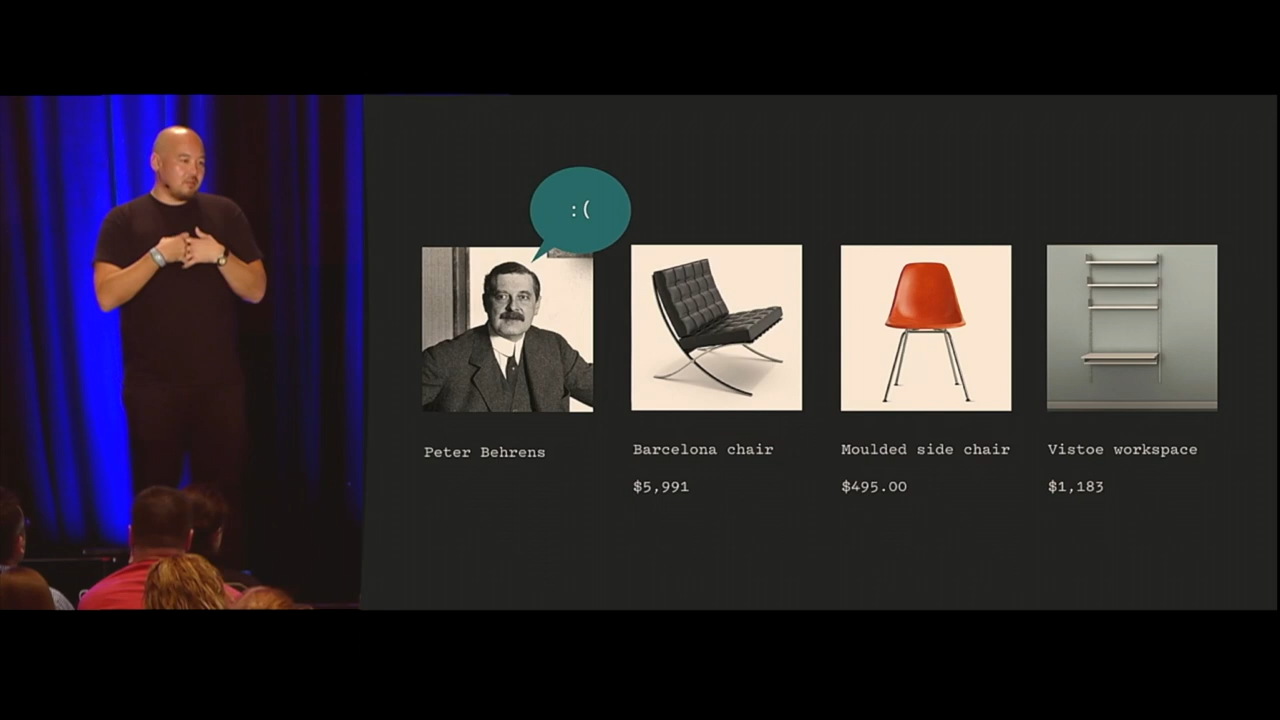 :(
Peter Behrens
Barcelona chair
$5,991
Moulded side chair
$495.00
Vistoe workspace
$1,183